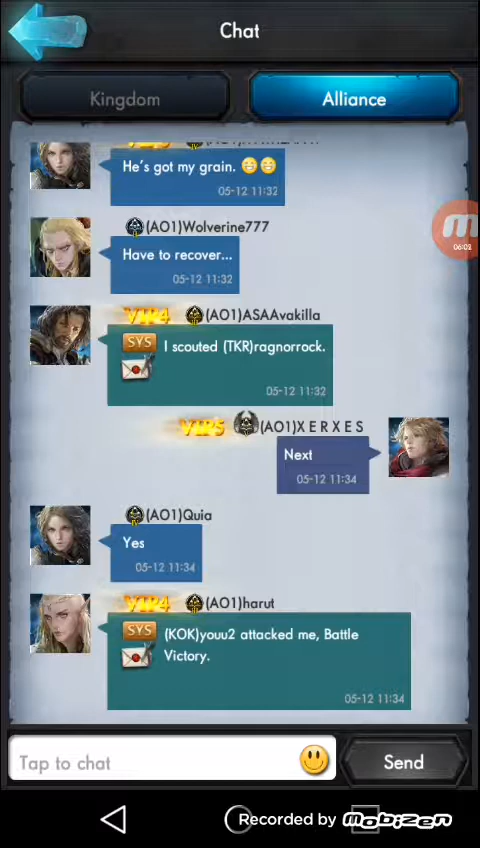 Chat
Kingdom
Alliance
He's got my grain. 😁😁
05-12 11:32
(AO1)Wolverine777
Have to recover...
05-12 11:32
VIP4 (AO1)ASAAvakilla
SYS I scouted (TKR)ragnorrock.
05-12 11:32
VIP5 (AO1)X E R X E S
Next
05-12 11:34
(AO1)Quia
Yes
05-12 11:34
VIP4 (AO1)harut
SYS (KOK)youu2 attacked me, Battle
Victory.
05-12 11:34
06:02
Tap to chat
Send
Recorded by Mobizen